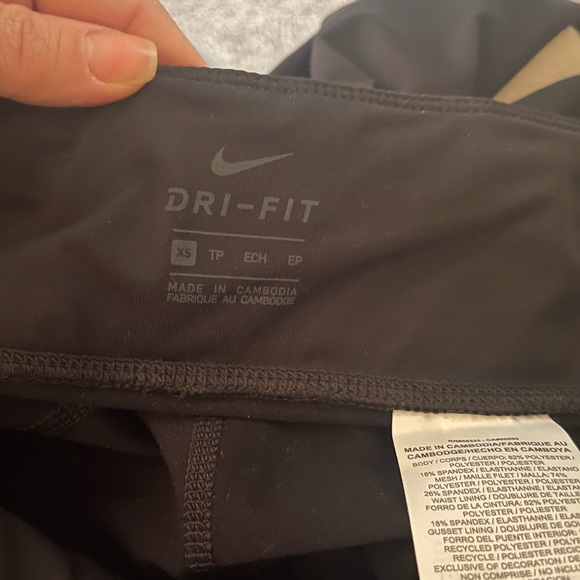 DRI-FIT
XS TP ECH EP
MADE IN CAMBODIA
FABRIQUE AU CAMBODGE
MADE IN CAMBODIA/FABRIQUE AU
CAMBODGE/HECHO EN CAMBOYA
BODY / CORPS / CUERPO: 82% POLYESTER /
POLYESTER / POLIÉSTER
18% SPANDEX / ELASTHANNE / ELASTANO
MESH / MAILLE FILET / MALLA: 74%
POLYESTER / POLYESTER / POLIÉSTER
26% SPANDEX / ELASTHANNE / ELASTANO
WAIST LINING / DOUBLURE DE TAILLE
FORRO DE LA CINTURA: 82% POLYESTER
POLYESTER / POLIÉSTER
18% SPANDEX / ELASTHANNE / ELAST
GUSSET LINING / DOUBLURE DE GO
FORRO DEL PUENTE INTERIOR:
RECYCLED POLYESTER / POLY
RECYCLE / POLIÉSTER RECIC
EXCLUSIVE OF DECORATION / D
NON COMPRISE / NO INC